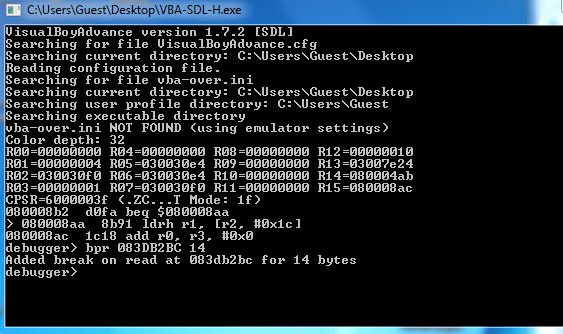 C:\Users\Guest\Desktop\VBA-SDL-H.exe
VisualBoyAdvance version 1.7.2 [SDL]
Searching for file VisualBoyAdvance.cfg
Searching current directory: C:\Users\Guest\Desktop
Reading configuration file.
Searching for file vba-over.ini
Searching current directory: C:\Users\Guest\Desktop
Searching user profile directory: C:\Users\Guest
Searching executable directory
vba-over.ini NOT FOUND (using emulator settings)
Color depth: 32
R00=00000000 R04=00000000 R08=00000000 R12=00000010
R01=00000004 R05=030030e4 R09=00000000 R13=03007e24
R02=030030f0 R06=030030e4 R10=00000000 R14=080004ab
R03=00000001 R07=030030f0 R11=00000000 R15=080008ac
CPSR=6000003f (.ZC...T Mode: 1f)
080008b2  d0fa beq $080008aa
> 080008aa  8b91 ldrh r1, [r2, #0x1c]
080008ac  1c18 add r0, r3, #0x0
debugger> bpr 083DB2BC 14
Added break on read at 083db2bc for 14 bytes
debugger>